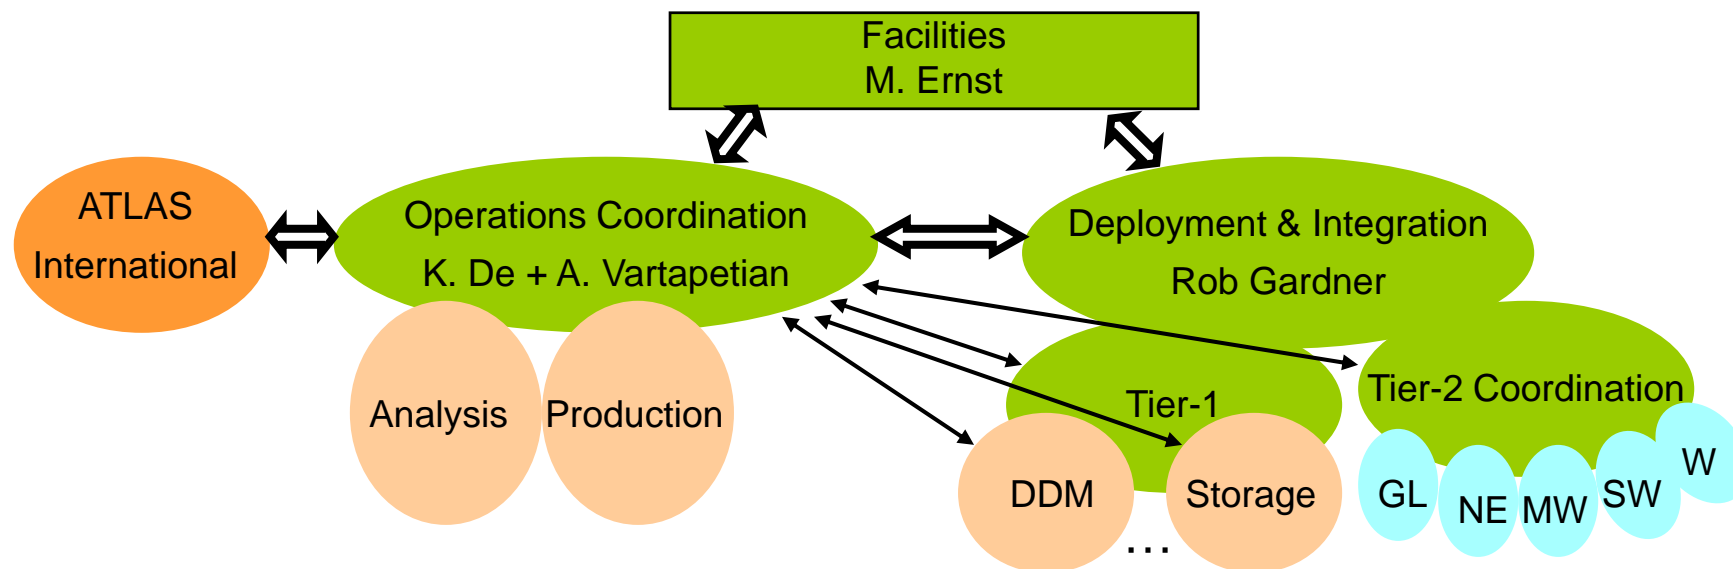 Facilities
M. Ernst
ATLAS
International
Operations Coordination
K. De + A. Vartapetian
Deployment & Integration
Rob Gardner
Analysis
Production
Tier-1
Tier-2 Coordination
DDM
Storage
...
GL
NE
MW
SW
W